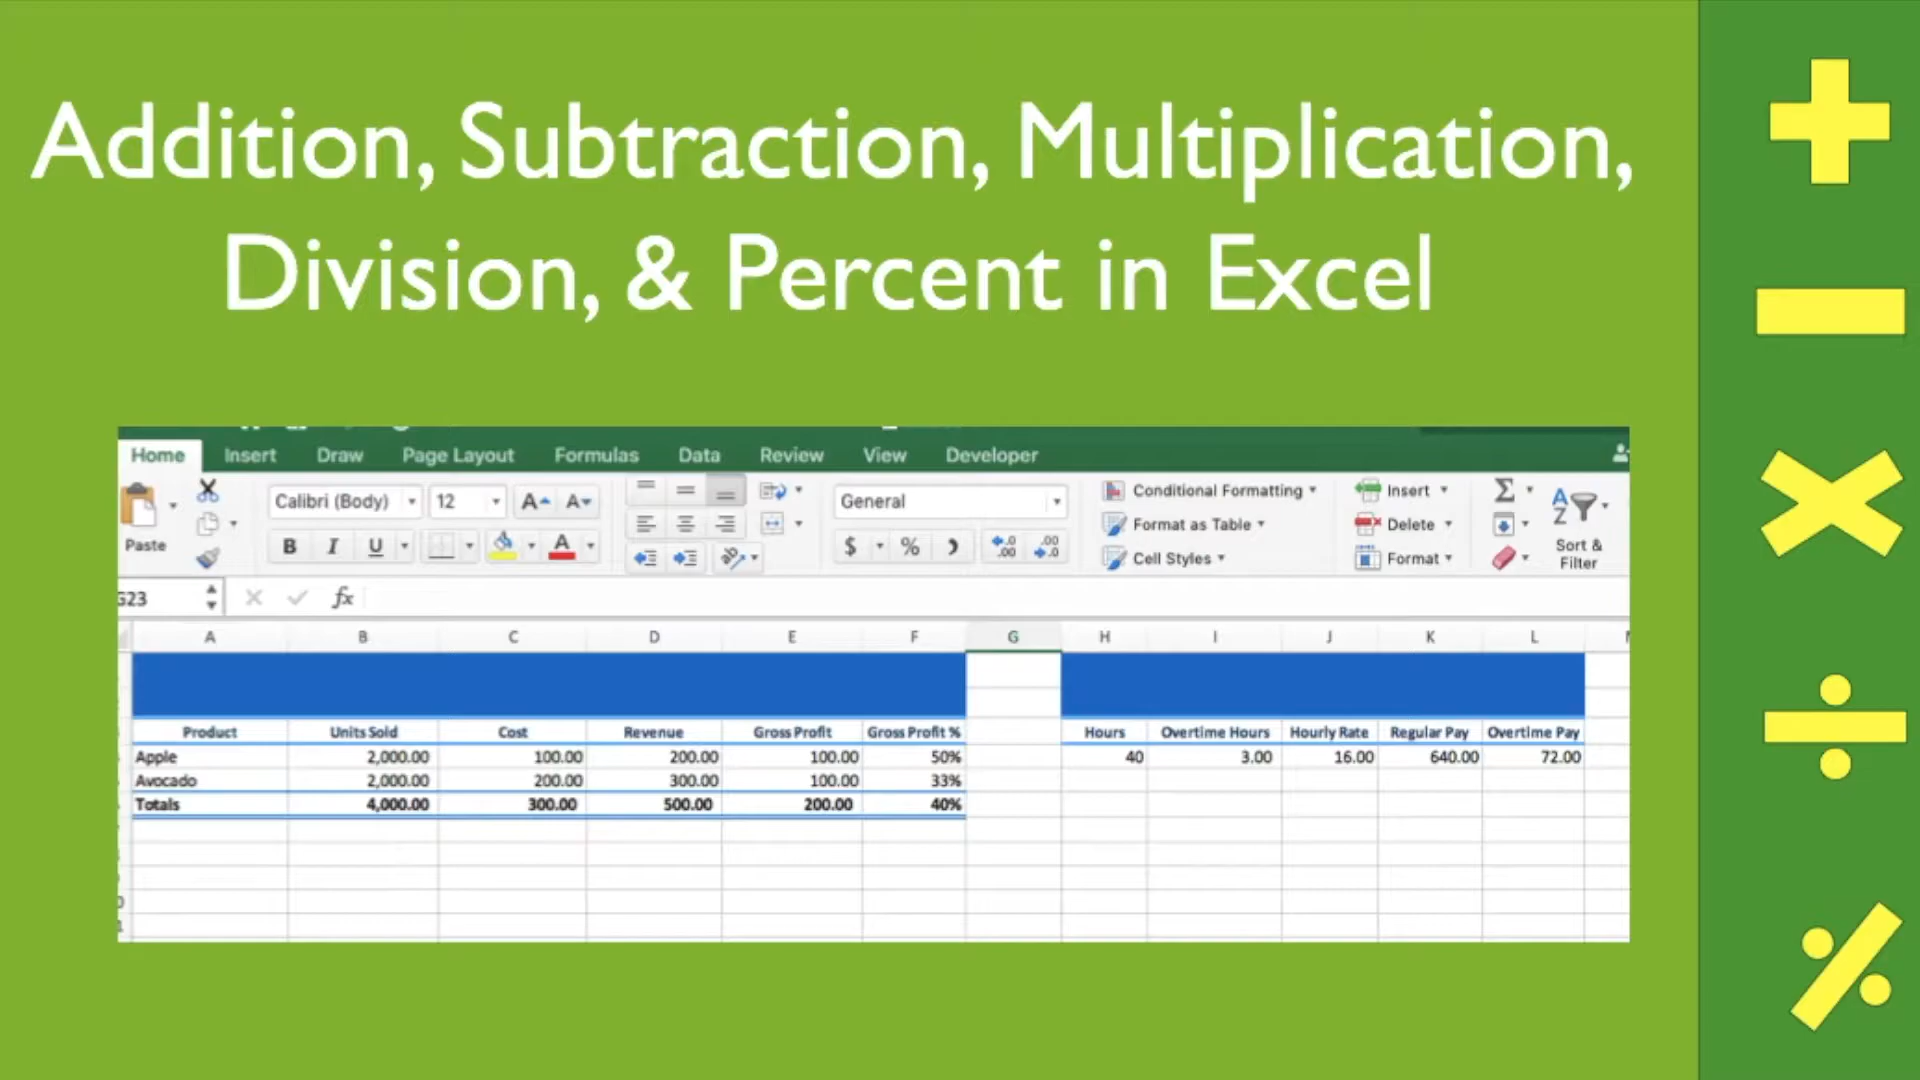 Addition, Subtraction, Multiplication,
Division, & Percent in Excel
Home Insert Draw Page Layout Formulas Data Review View Developer
Calibri (Body) 12 A A General Conditional Formatting Insert Σ
Paste Format as Table Delete
B I U A $ % .0 .00 .00 .0 Cell Styles Format Sort &
Filter
G23 fx
A B C D E F G H I J K L
Product Units Sold Cost Revenue Gross Profit Gross Profit % Hours Overtime Hours Hourly Rate Regular Pay Overtime Pay
Apple 2,000.00 100.00 200.00 100.00 50% 40 3.00 16.00 640.00 72.00
Avocado 2,000.00 200.00 300.00 100.00 33%
Totals 4,000.00 300.00 500.00 200.00 40%